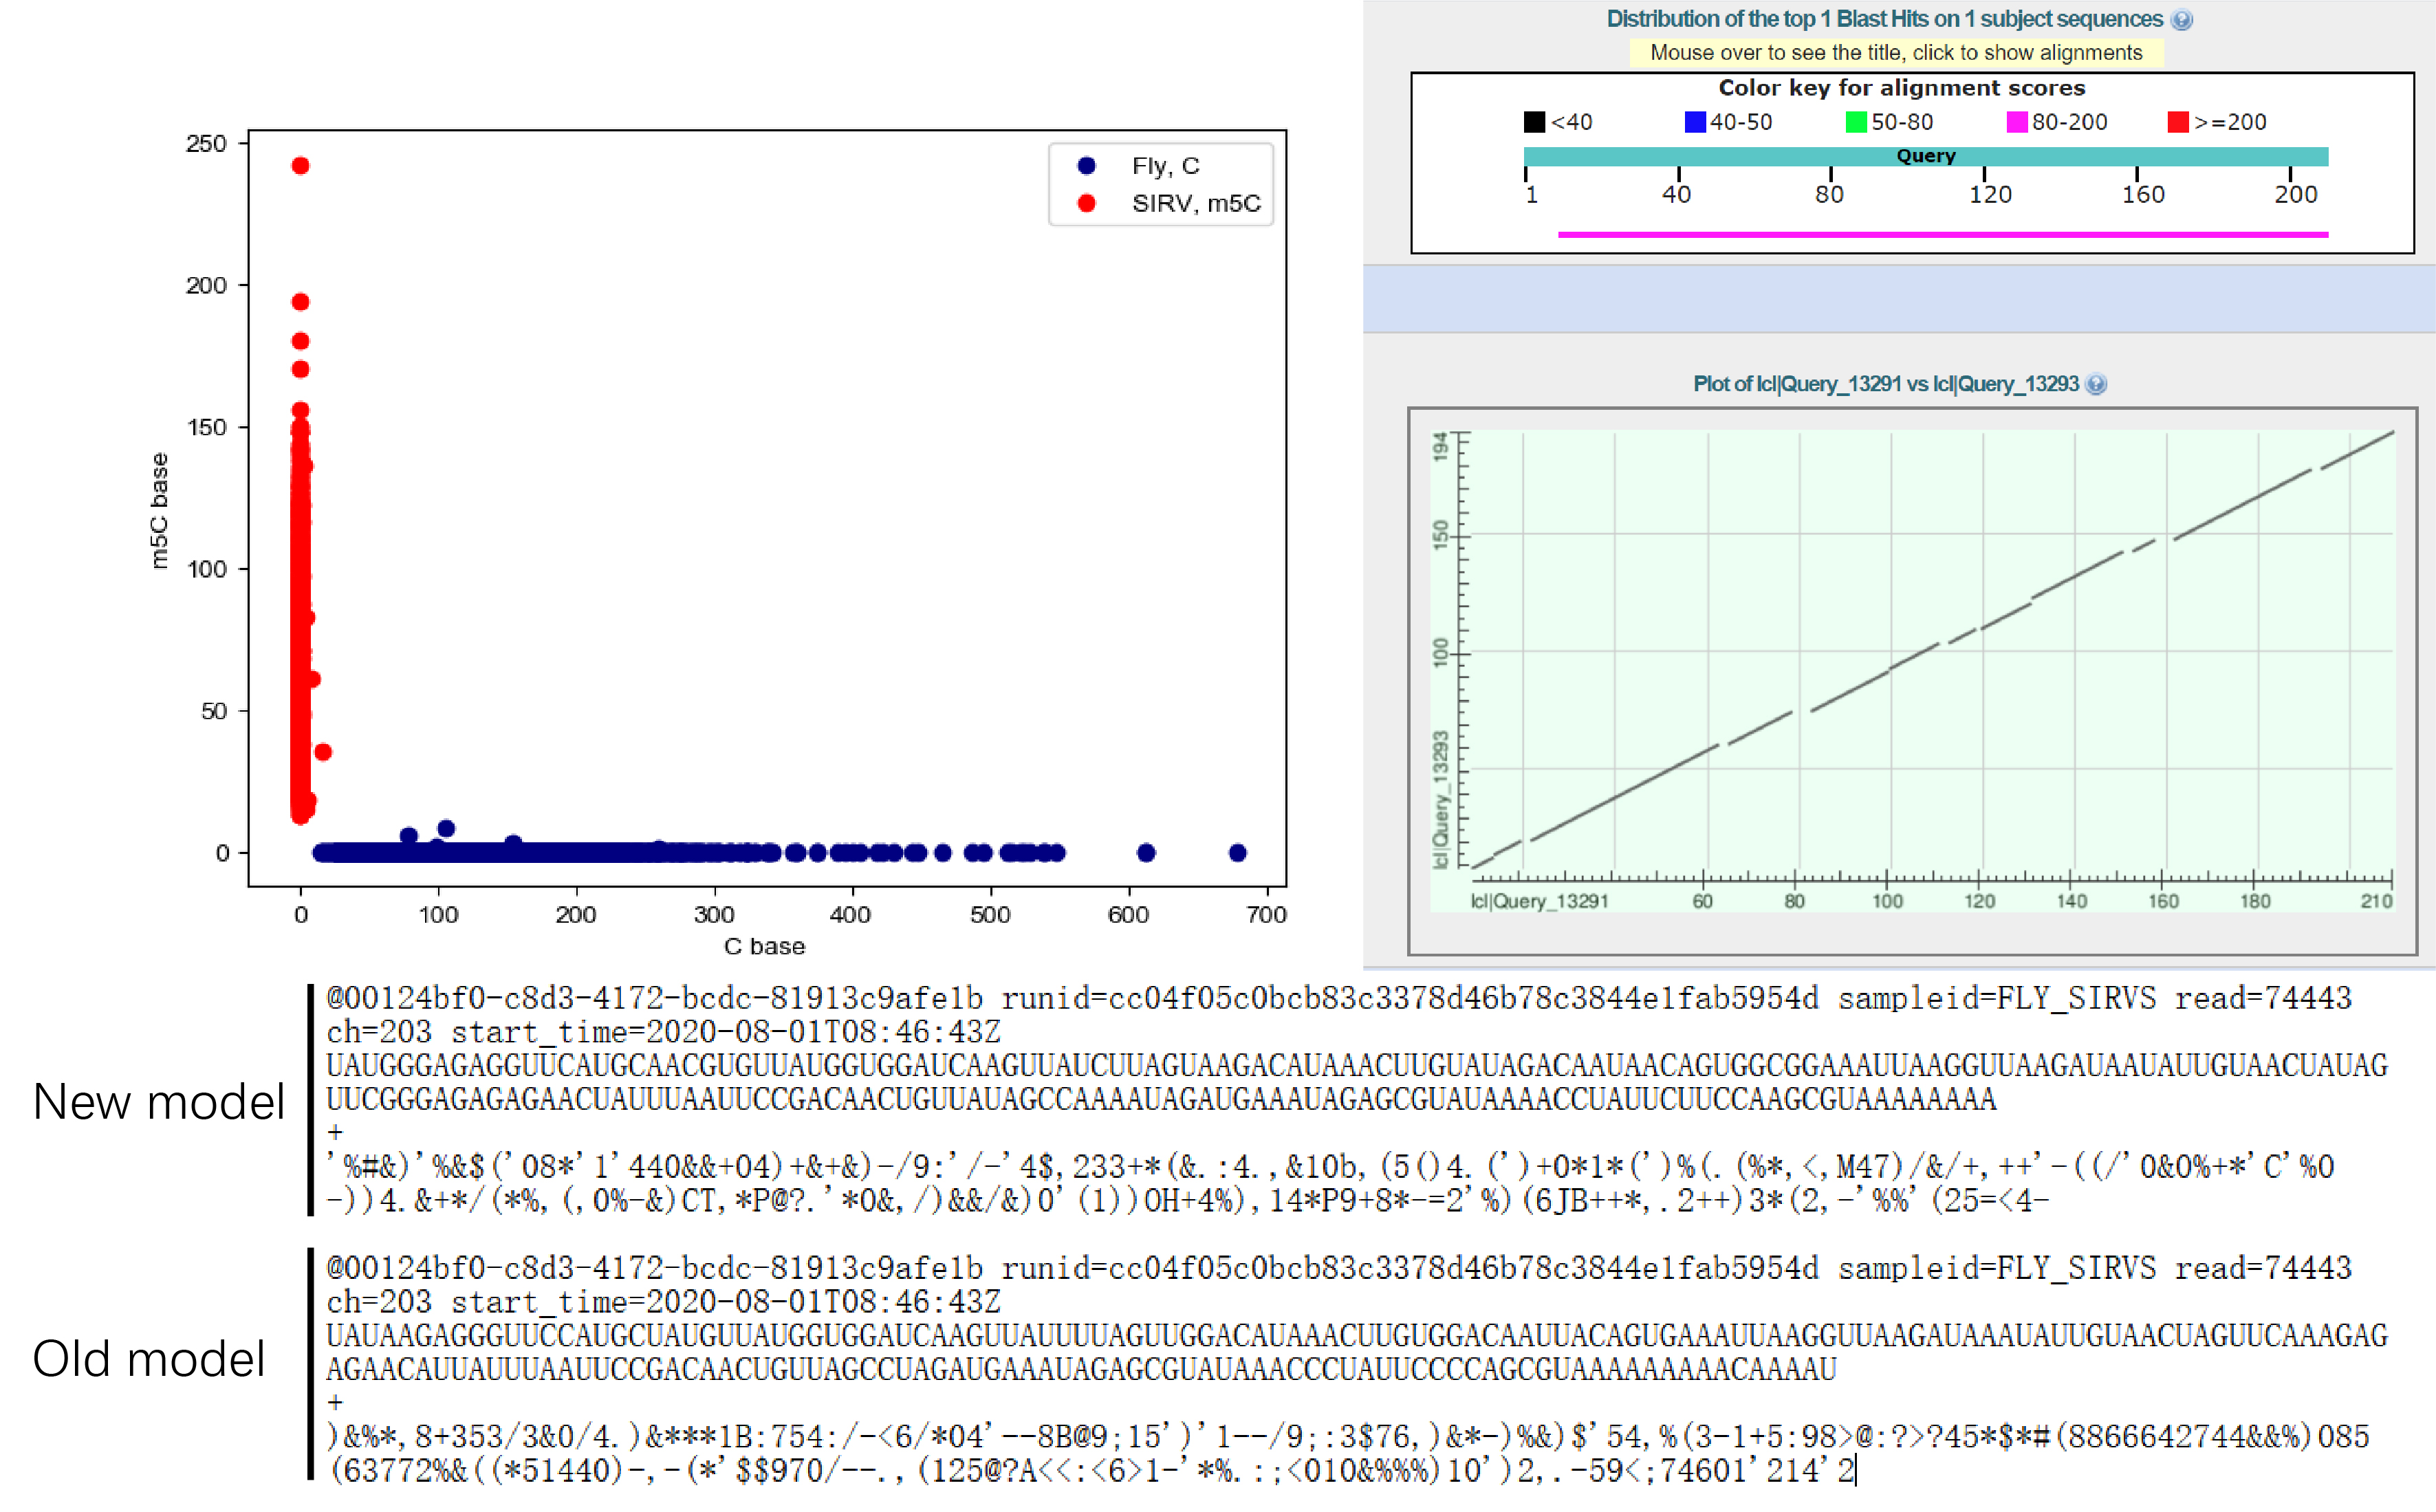 250
200
150
100
50
0
m5C base
Fly, C
SIRV, m5C
0 100 200 300 400 500 600 700
C base
Distribution of the top 1 Blast Hits on 1 subject sequences
Mouse over to see the title, click to show alignments
Color key for alignment scores
<40 40-50 50-80 80-200 >=200
Query
1 40 80 120 160 200
Plot of lcl|Query_13291 vs lcl|Query_13293
194
150
100
lcl|Query_13293
lcl|Query_13291 60 80 100 120 140 160 180 210
New model
@00124bf0-c8d3-4172-bcdc-81913c9afe1b runid=cc04f05c0bcb83c3378d46b78c3844e1fab5954d sampleid=FLY_SIRVS read=74443
ch=203 start_time=2020-08-01T08:46:43Z
UAUGGGAGAGGUUCAUGCAACGUGUUAUGGUGGAUCAAGUUAUCUUAGUAAGACAUAAACUUGUAUAGACAAUAACAGUGGCGGAAAUUAAGGUUAAGAUAAUAUUGUAACUAUAG
UUCGGGAGAGAGAACUAUUUAAUUCCGACAACUGUUAUAGCCAAAAUAGAUGAAAUAGAGCGUAUAAAACCUAUUCUUCCAAGCGUAAAAAAAA
+
'%#&)'%&$('08*'1'440&&+04)+&+&)-/9:'/-'4$,233+*(&.:4.,&10b,(5()4.(')+0*1*(')%(.(%*,<,M47)/&/+,++'-((/'0&0%+*'C'%0
-))4.&+*/(*%,(,0%-&)CT,*P@?.'*0&,/)&&/&)0'(1))OH+4%),14*P9+8*-=2'%)(6JB++*,.2++)3*(2,-'%%'(25=<4-
Old model
@00124bf0-c8d3-4172-bcdc-81913c9afe1b runid=cc04f05c0bcb83c3378d46b78c3844e1fab5954d sampleid=FLY_SIRVS read=74443
ch=203 start_time=2020-08-01T08:46:43Z
UAUAAGAGGGUUCCAUGCUAUGUUAUGGUGGAUCAAGUUAUUUUAGUUGGACAUAAACUUGUGGACAAUUACAGUGAAAUUAAGGUUAAGAUAAAUAUUGUAACUAGUUCAAAGAG
AGAACAUUAUUUAAUUCCGACAACUGUUAGCCUAGAUGAAAUAGAGCGUAUAAACCCUAUUCCCCAGCGUAAAAAAAAACAAAAU
+
)&%*,8+353/3&0/4.)&***1B:754:/-<6/*04'--8B@9;15')'1--/9;:3$76,)&*-)%&)$'54,%(3-1+5:98>@:?>?45*$*#(8866642744&&%)085
(63772%&((*51440)-,-(*'$$970/--.,(125@?A<<:<6>1-'*%.:;<010&%%%)10')2,.-59<;74601'214'2